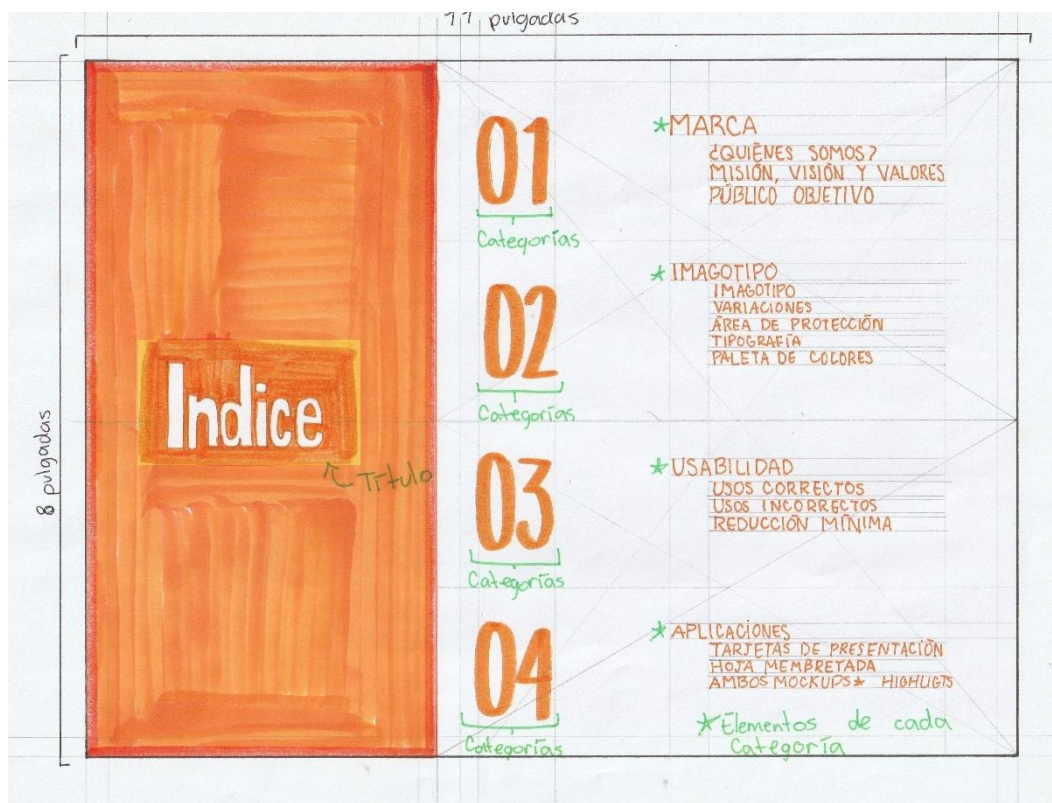 11 pulgadas
8 pulgadas
Indice
Título
01
Categorías
*MARCA
¿QUIÉNES SOMOS?
MISIÓN, VISIÓN Y VALORES
PÚBLICO OBJETIVO
02
Categorías
*IMAGOTIPO
IMAGOTIPO
VARIACIONES
ÁREA DE PROTECCIÓN
TIPOGRAFÍA
PALETA DE COLORES
03
Categorías
*USABILIDAD
USOS CORRECTOS
USOS INCORRECTOS
REDUCCIÓN MÍNIMA
04
Categorías
*APLICACIONES
TARJETAS DE PRESENTACIÓN
HOJA MEMBRETADA
AMBOS MOCKUPS* HIGHLIGTS
*Elementos de cada
Categoría